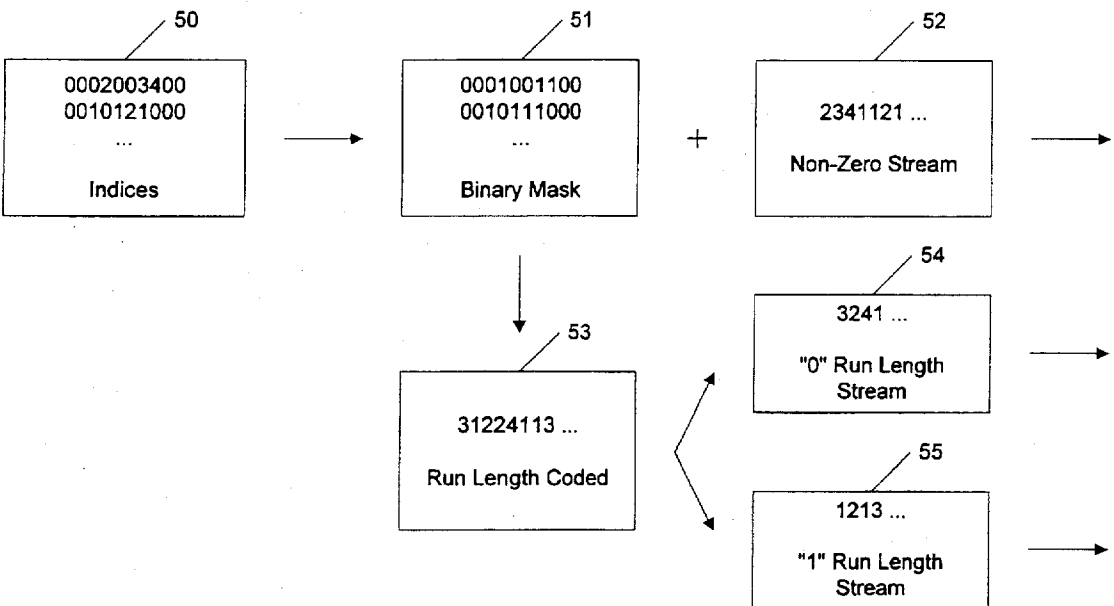 50
0002003400
0010121000
...
Indices
51
0001001100
0010111000
...
Binary Mask
+
52
2341121 ...
Non-Zero Stream
53
31224113 ...
Run Length Coded
54
3241 ...
"0" Run Length
Stream
55
1213 ...
"1" Run Length
Stream